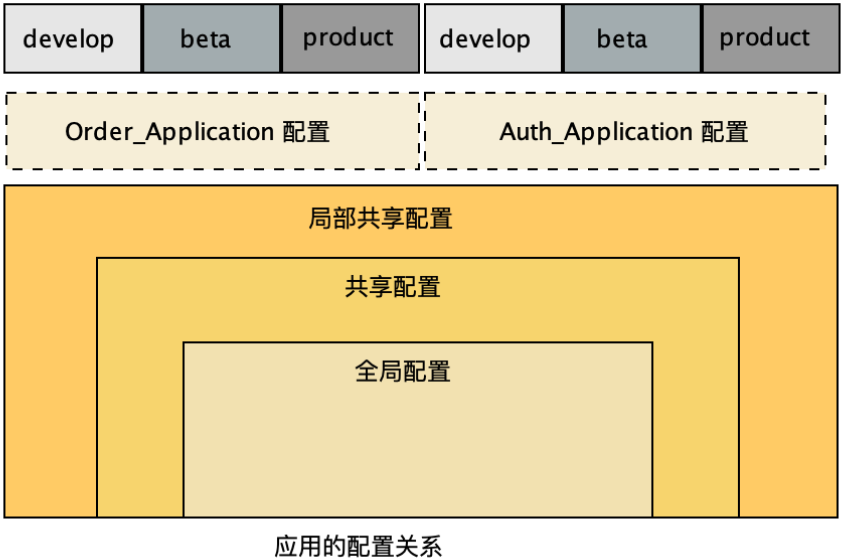 develop beta product develop beta product
Order_Application 配置 Auth_Application 配置
局部共享配置
共享配置
全局配置
应用的配置关系